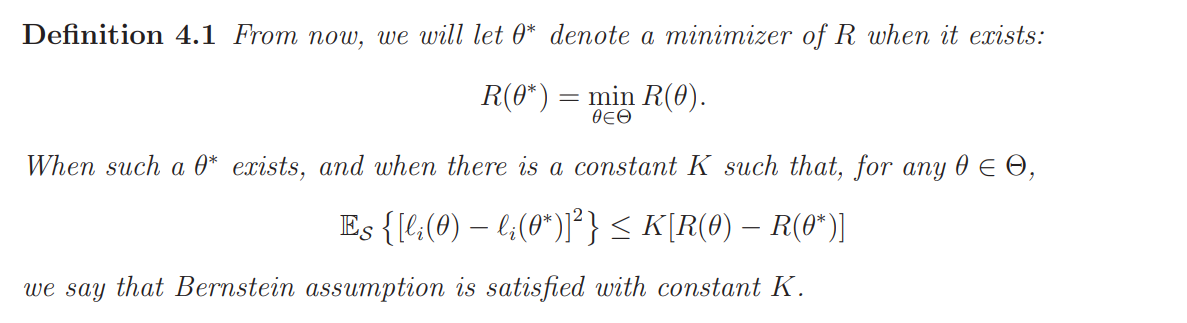 Definition 4.1 From now, we will let θ* denote a minimizer of R when it exists:
R(θ*) = min R(θ).
θ∈Θ
When such a θ* exists, and when there is a constant K such that, for any θ ∈ Θ,
𝔼_𝒮 {[ℓᵢ(θ) − ℓᵢ(θ*)]²} ≤ K[R(θ) − R(θ*)]
we say that Bernstein assumption is satisfied with constant K.